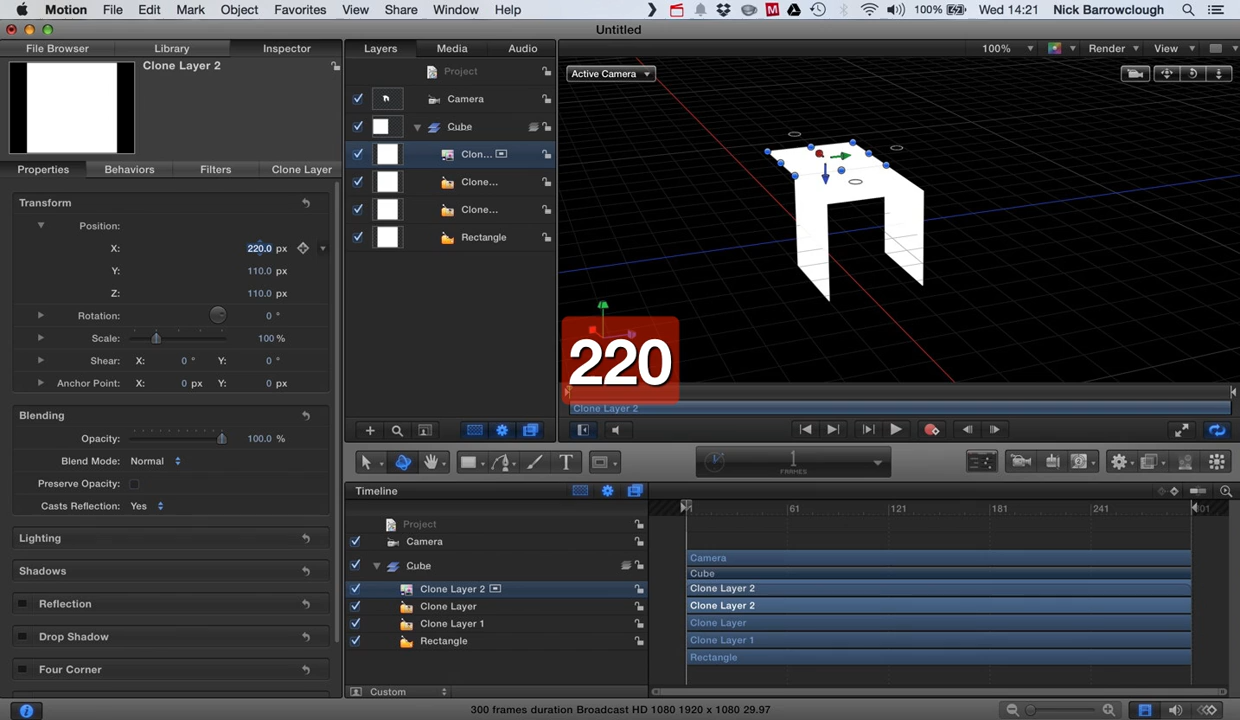 Motion File Edit Mark Object Favorites View Share Window Help 100% Wed 14:21 Nick Barrowclough
Untitled
File Browser Library Inspector Layers Media Audio 100% Render View
Clone Layer 2
Project
Active Camera
Camera
Cube
Clon...
Properties Behaviors Filters Clone Layer
Clone...
Transform
Clone...
Position:
Rectangle
X: 220.0 px
Y: 110.0 px
Z: 110.0 px
Rotation: 0 °
Scale: 100 %
Shear: X: 0 ° Y: 0 °
220
Anchor Point: X: 0 px Y: 0 px
Clone Layer 2
Blending
Opacity: 100.0 %
Blend Mode: Normal
1
FRAMES
T
2
Preserve Opacity:
Timeline
Casts Reflection: Yes
1 61 121 181 241 301
Project
Lighting
Camera
Camera
Shadows
Cube
Cube
Clone Layer 2
Clone Layer 2
Reflection
Clone Layer
Clone Layer 2
Clone Layer 1
Clone Layer
Drop Shadow
Rectangle
Clone Layer 1
Rectangle
Four Corner
Custom
300 frames duration Broadcast HD 1080 1920 x 1080 29.97